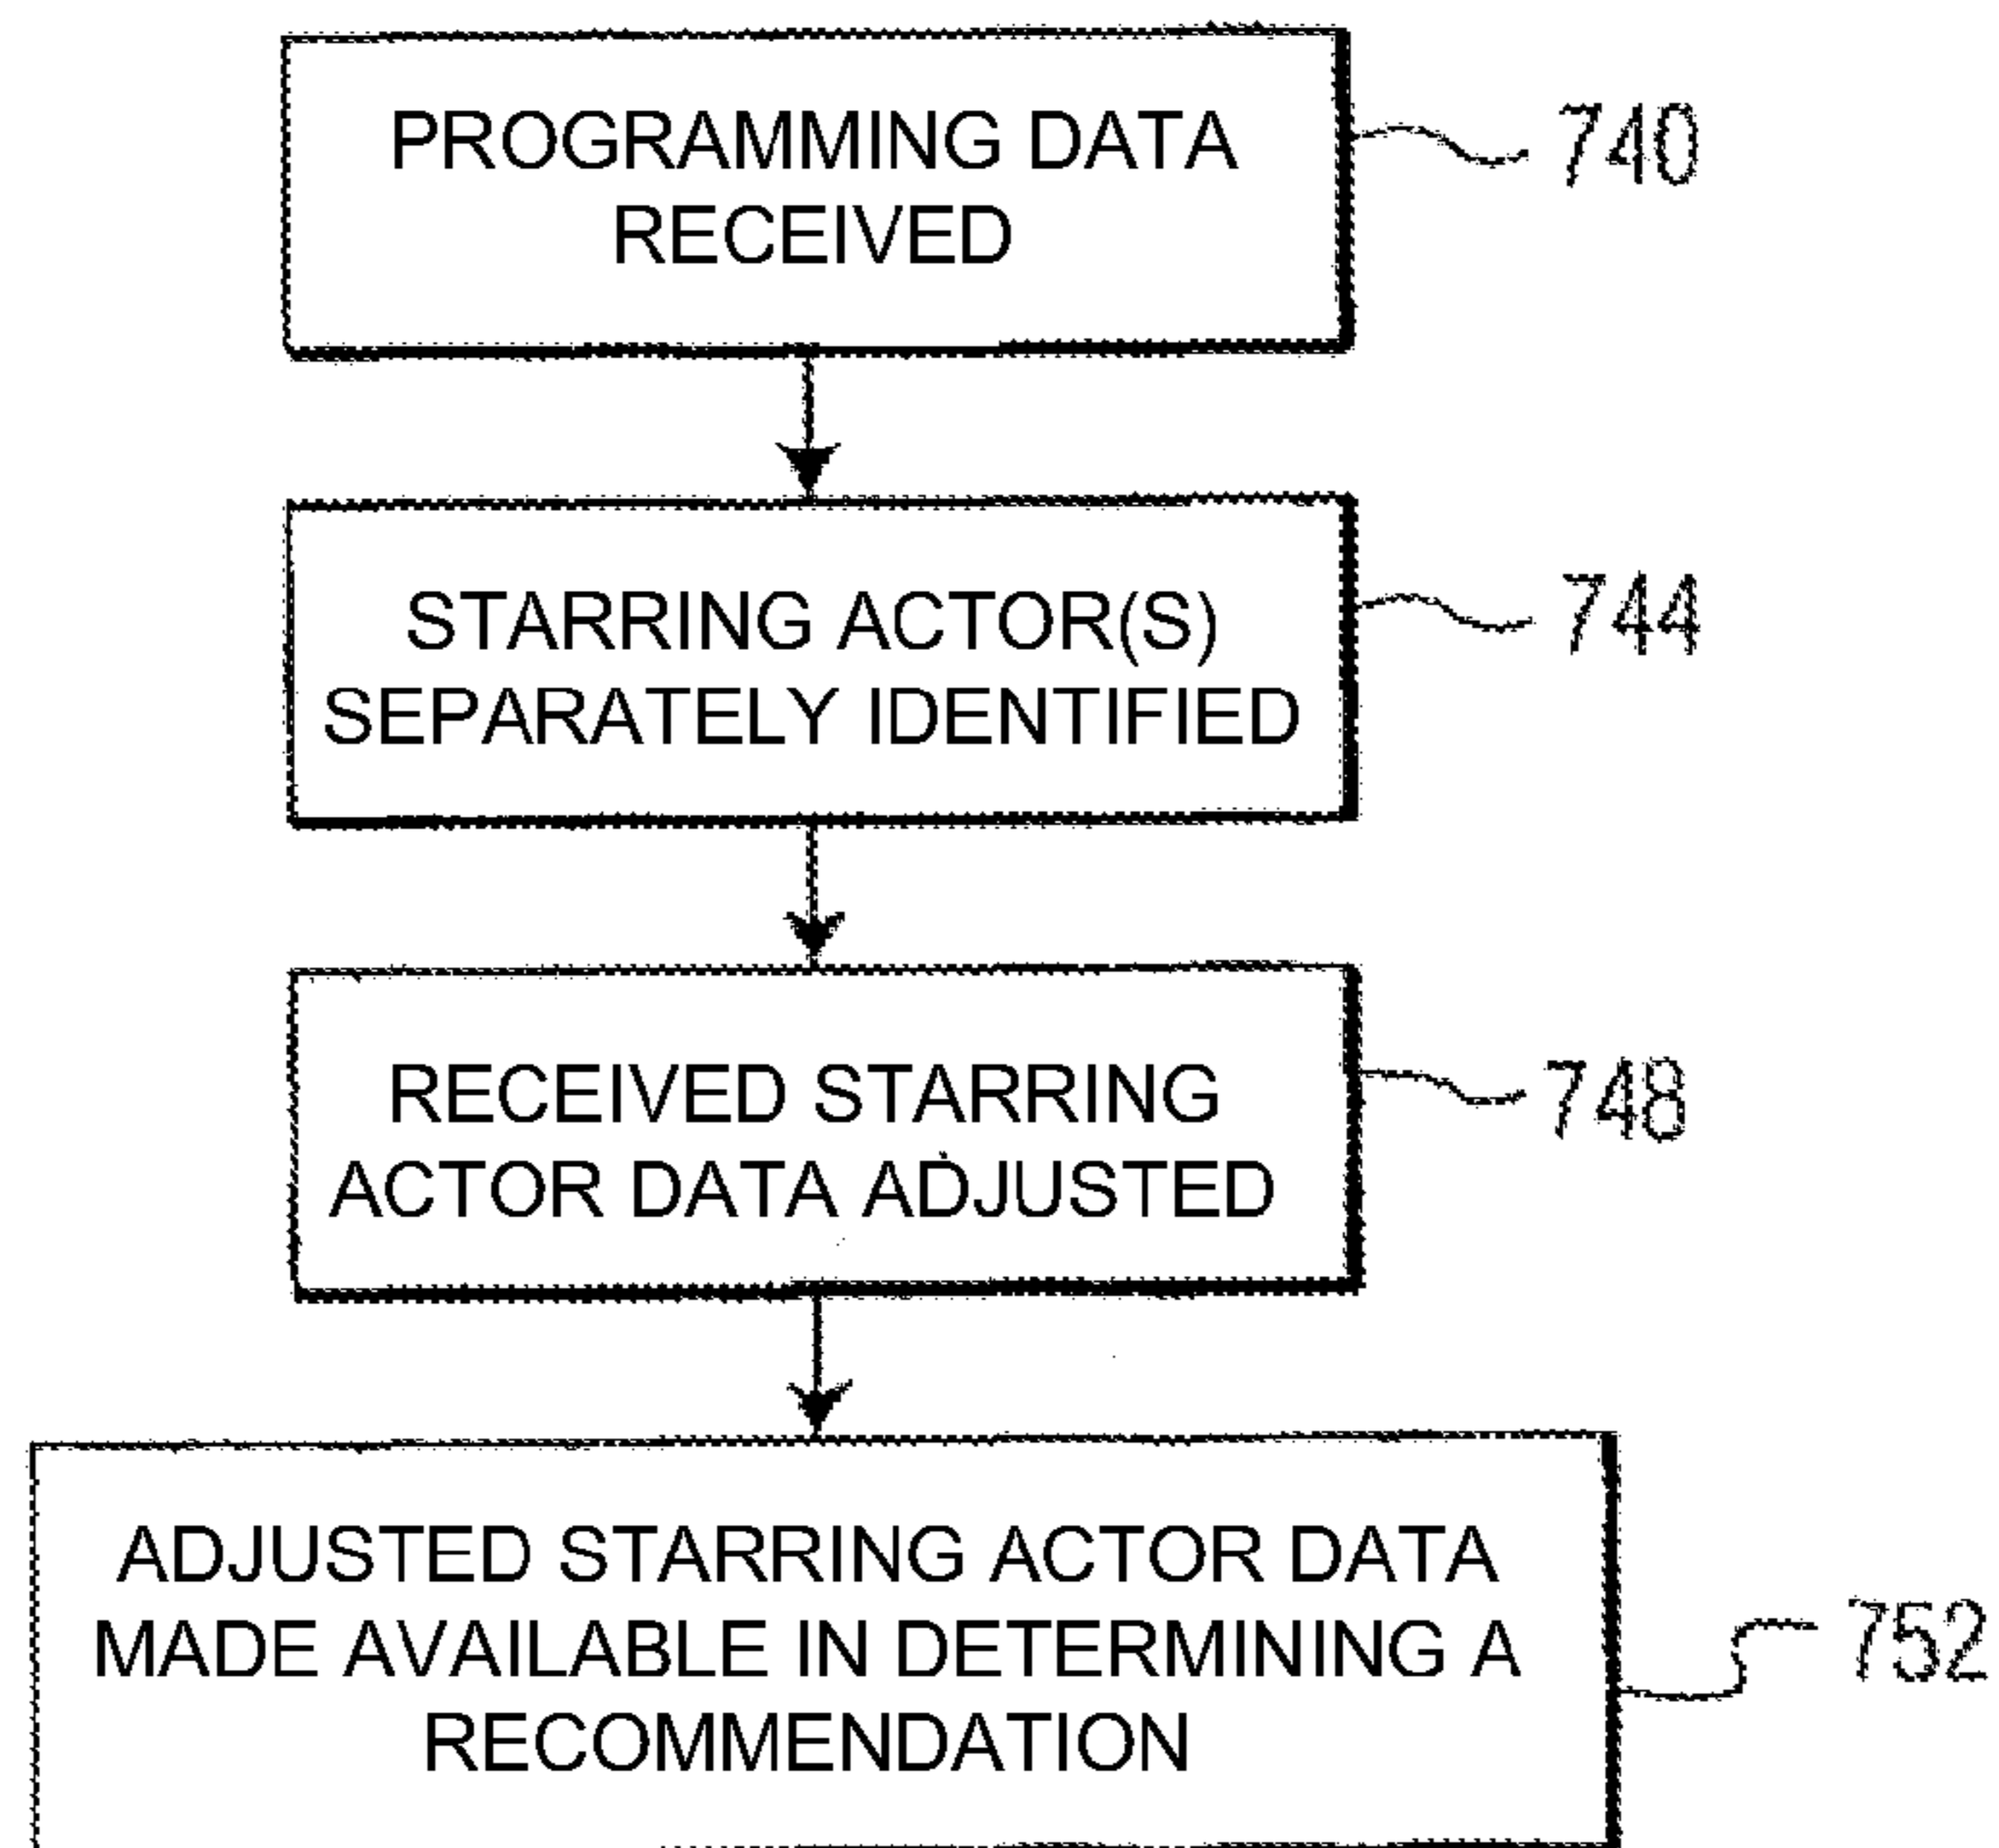 PROGRAMMING DATA
RECEIVED
740
STARRING ACTOR(S)
SEPARATELY IDENTIFIED
744
RECEIVED STARRING
ACTOR DATA ADJUSTED
748
ADJUSTED STARRING ACTOR DATA
MADE AVAILABLE IN DETERMINING A
RECOMMENDATION
752